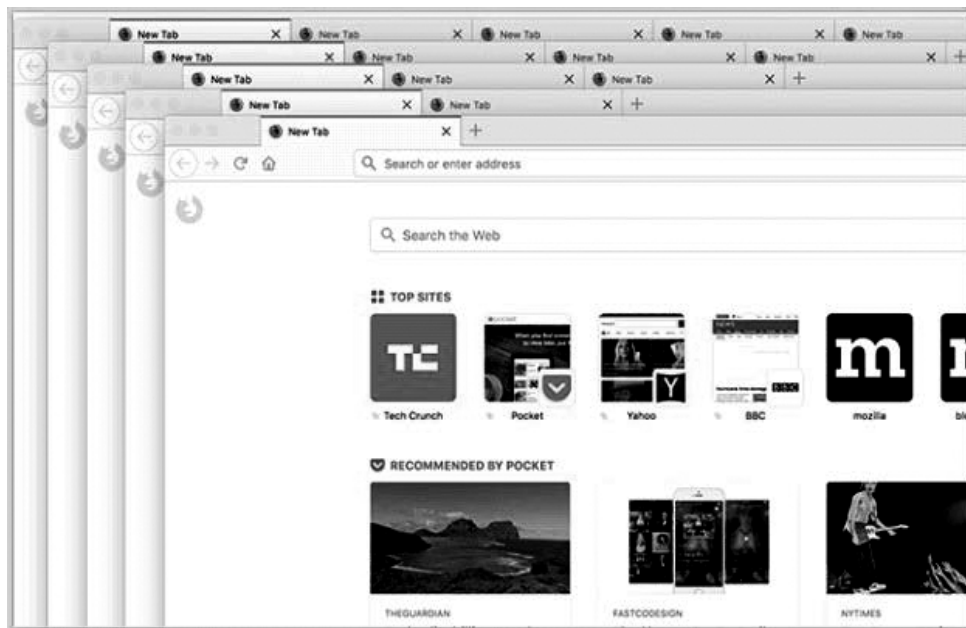 New Tab New Tab New Tab New Tab New Tab
New Tab New Tab New Tab New Tab
New Tab New Tab New Tab
New Tab New Tab
New Tab
Search or enter address
Search the Web
TOP SITES
TC
NEWS
Y
BBC
m
Tech Crunch Pocket Yahoo BBC mozilla
RECOMMENDED BY POCKET
THEGUARDIAN FASTCODESIGN NYTIMES